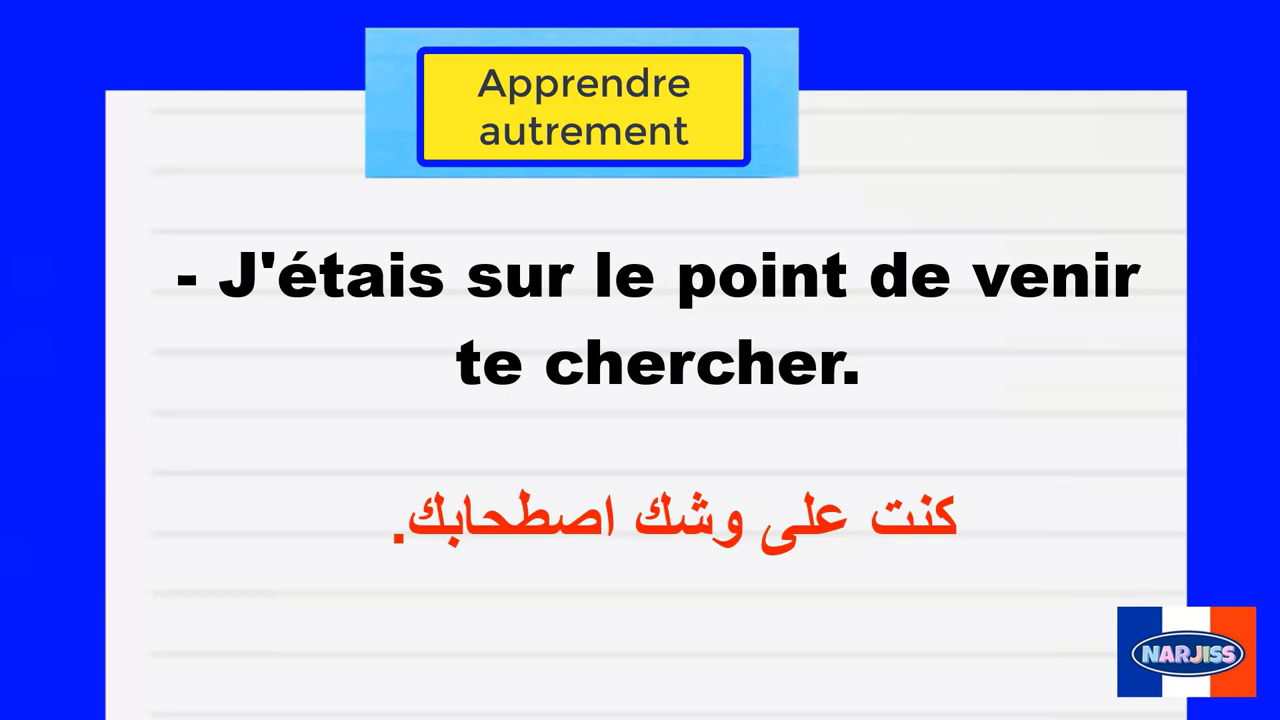 Apprendre
autrement
- J'étais sur le point de venir
te chercher.
كنت على وشك اصطحابك.
NARJISS